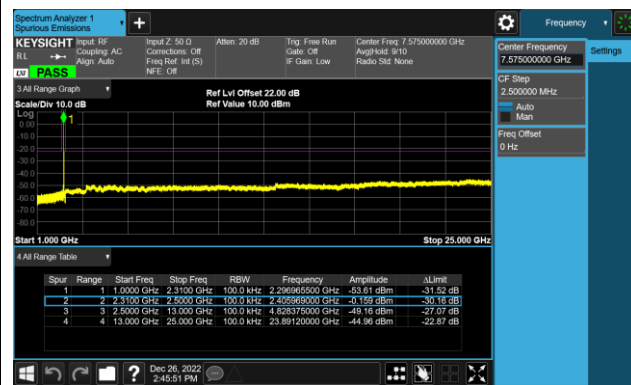 Spectrum Analyzer 1
Spurious Emissions
Frequency
KEYSIGHT Input: RF Input Z: 50 Ω Atten: 20 dB Trig: Free Run Center Freq: 7.575000000 GHz
RL Coupling: AC Corrections: Off Gate: Off Avg|Hold: 9/10
Align: Auto Freq Ref: Int (S) IF Gain: Low Radio Std: None
LXI PASS NFE: Off
Center Frequency
7.575000000 GHz
Settings
CF Step
2.500000 MHz
Auto
Man
Freq Offset
0 Hz
3 All Range Graph
Ref Lvl Offset 22.00 dB
Scale/Div 10.0 dB Ref Value 10.00 dBm
Log
1
0.00
-10.0
-20.0
-30.0
-40.0
-50.0
-60.0
-70.0
-80.0
Start 1.000 GHz Stop 25.000 GHz
4 All Range Table
Spur Range Start Freq Stop Freq RBW Frequency Amplitude ΔLimit
1 1 1.0000 GHz 2.3100 GHz 100.0 kHz 2.296965500 GHz -53.61 dBm -31.52 dB
2 2 2.3100 GHz 2.5000 GHz 100.0 kHz 2.405969000 GHz -0.159 dBm -30.16 dB
3 3 2.5000 GHz 13.000 GHz 100.0 kHz 4.828375000 GHz -49.16 dBm -27.07 dB
4 4 13.000 GHz 25.000 GHz 100.0 kHz 23.89120000 GHz -44.96 dBm -22.87 dB
Dec 26, 2022
2:45:51 PM